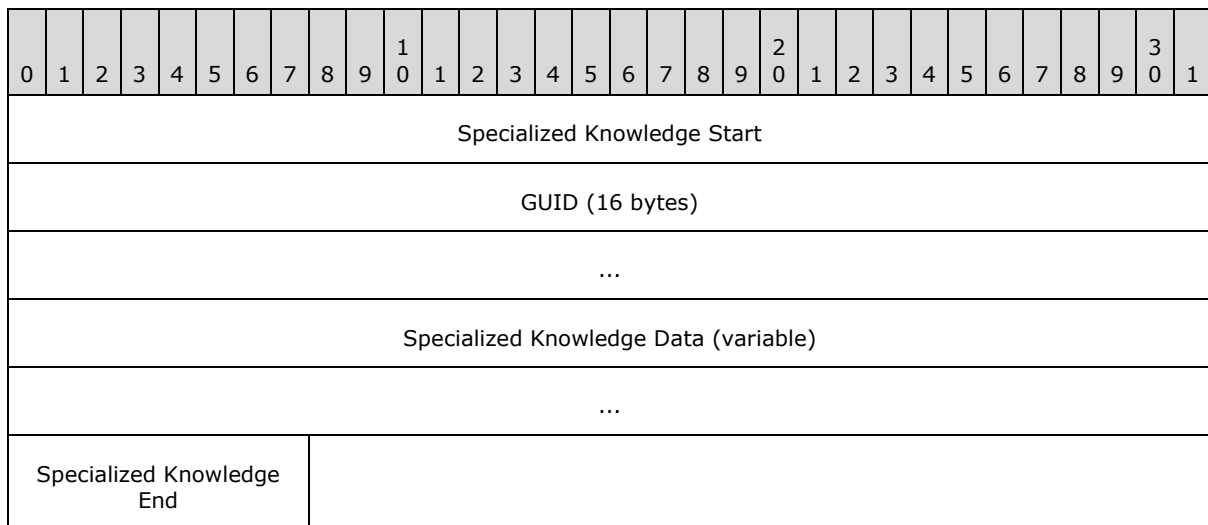 1 2 3
0 1 2 3 4 5 6 7 8 9 0 1 2 3 4 5 6 7 8 9 0 1 2 3 4 5 6 7 8 9 0 1
Specialized Knowledge Start
GUID (16 bytes)
...
Specialized Knowledge Data (variable)
...
Specialized Knowledge
End